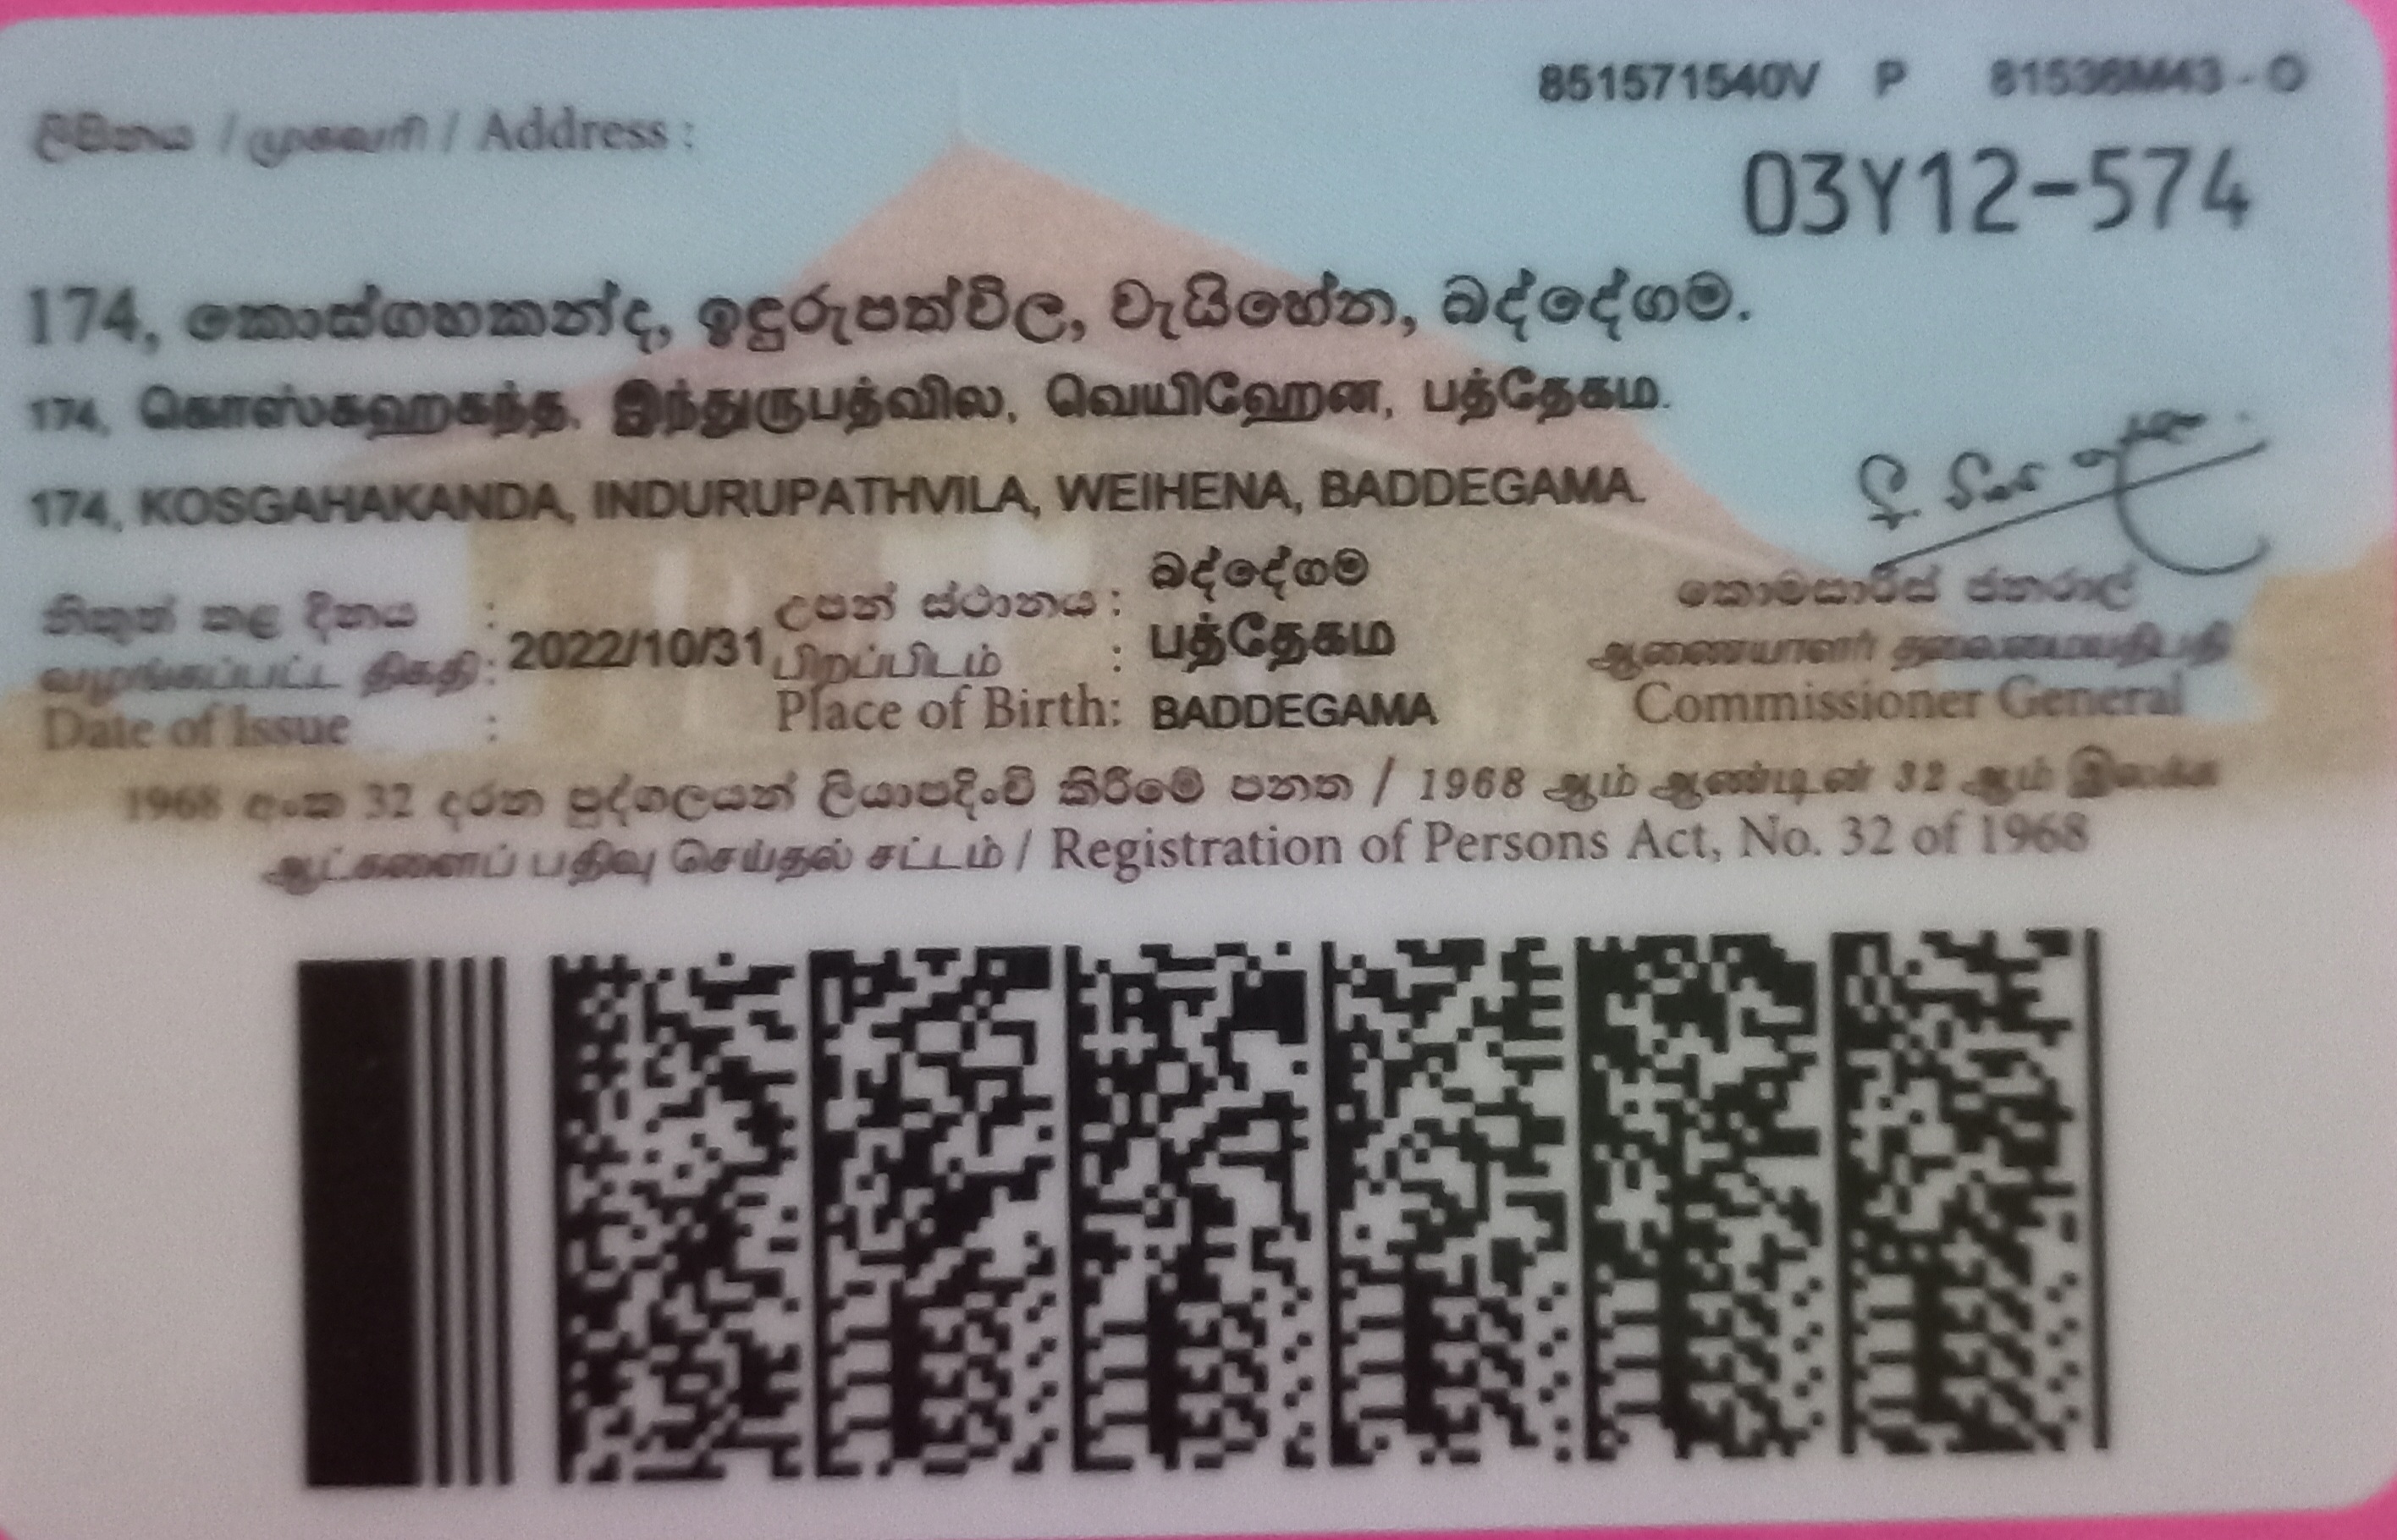 851571540V P 81536M43 - O
ලිපිනය / முகவரி / Address :
03Y12-574
174, කොස්ගහකන්ද, ඉඳුරුපත්විල, වැයිහේන, බද්දේගම.
174, கொஸ்கஹகந்த, இந்துருபத்வில, வெயிஹேன, பத்தேகம.
174, KOSGAHAKANDA, INDURUPATHVILA, WEIHENA, BADDEGAMA.
නිකුත් කළ දිනය : උපන් ස්ථානය : බද්දේගම
வழங்கப்பட்ட திகதி : 2022/10/31 பிறப்பிடம் : பத்தேகம
Date of Issue : Place of Birth: BADDEGAMA
කොමසාරිස් ජනරාල්
ஆணையாளர் தலைமையதிபதி
Commissioner General
1968 අංක 32 දරන පුද්ගලයන් ලියාපදිංචි කිරීමේ පනත / 1968 ஆம் ஆண்டின் 32 ஆம் இலக்க
ஆட்களைப் பதிவு செய்தல் சட்டம் / Registration of Persons Act, No. 32 of 1968